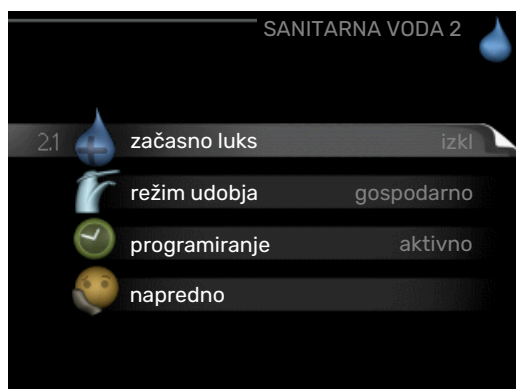 SANITARNA VODA 2
2.1 začasno luks izkl
režim udobja gospodarno
programiranje aktivno
napredno